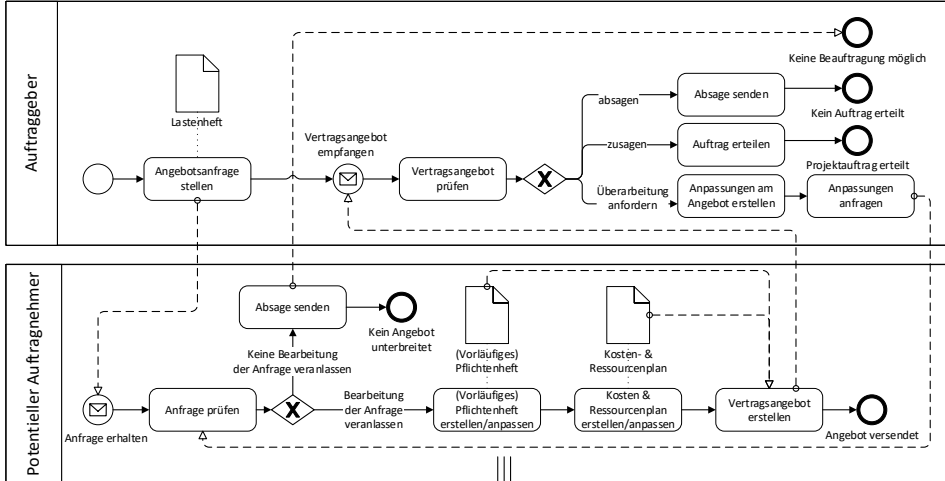 Auftraggeber
Keine Beauftragung möglich
Lastenheft
absagen
Absage senden
Kein Auftrag erteilt
Vertragsangebot
empfangen
Angebotsanfrage
stellen
Vertragsangebot
prüfen
zusagen
Auftrag erteilen
Projektauftrag erteilt
Überarbeitung
anfordern
Anpassungen am
Angebot erstellen
Anpassungen
anfragen
Potentieller Auftragnehmer
Absage senden
Kein Angebot
unterbreitet
Keine Bearbeitung
der Anfrage veranlassen
(Vorläufiges)
Pflichtenheft
Kosten- &
Ressourcenplan
Anfrage erhalten
Anfrage prüfen
Bearbeitung
der Anfrage
veranlassen
(Vorläufiges)
Pflichtenheft
erstellen/anpassen
Kosten &
Ressourcenplan
erstellen/anpassen
Vertragsangebot
erstellen
Angebot versendet